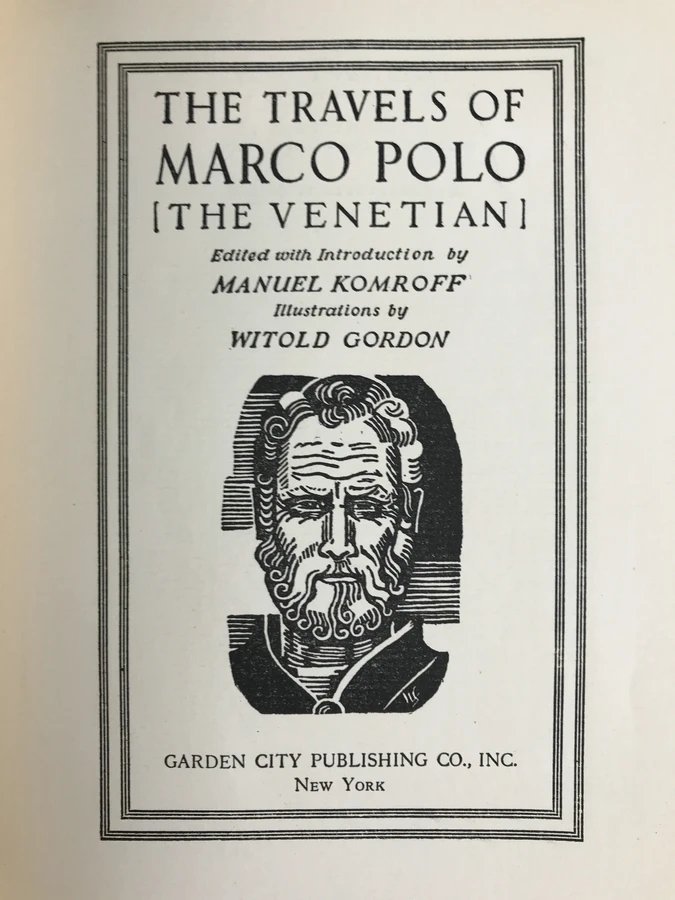 THE TRAVELS OF
MARCO POLO
[THE VENETIAN]
Edited with Introduction by
MANUEL KOMROFF
Illustrations by
WITOLD GORDON
GARDEN CITY PUBLISHING CO., INC.
NEW YORK